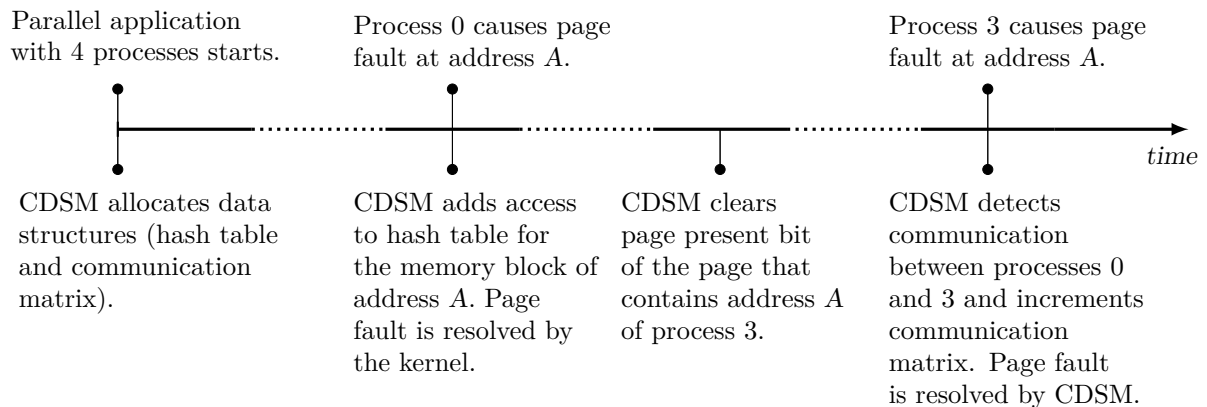 Parallel application
with 4 processes starts.
Process 0 causes page
fault at address A.
Process 3 causes page
fault at address A.
time
CDSM allocates data
structures (hash table
and communication
matrix).
CDSM adds access
to hash table for
the memory block of
address A. Page
fault is resolved by
the kernel.
CDSM clears
page present bit
of the page that
contains address A
of process 3.
CDSM detects
communication
between processes 0
and 3 and increments
communication
matrix. Page fault
is resolved by CDSM.